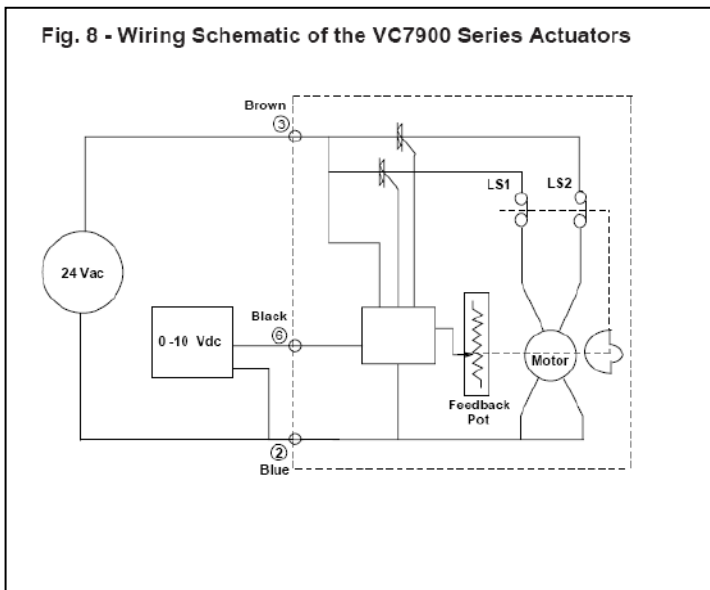 Fig. 8 - Wiring Schematic of the VC7900 Series Actuators
Brown
3
LS1
LS2
24 Vac
Black
6
0 -10 Vdc
Motor
Feedback
Pot
2
Blue